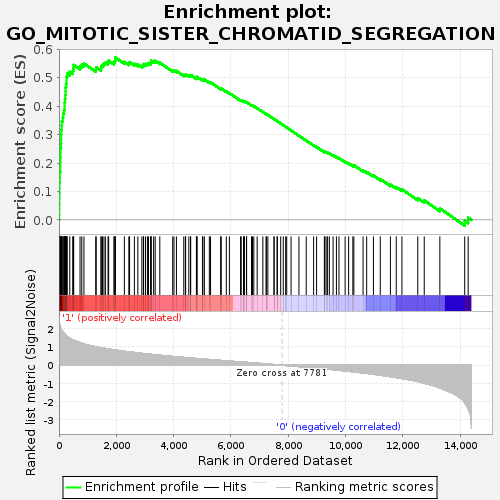 Enrichment plot:
GO_MITOTIC_SISTER_CHROMATID_SEGREGATION
Enrichment score (ES)
0.6
0.5
0.4
0.3
0.2
0.1
0.0
'1' (positively correlated)
Ranked list metric (Signal2Noise)
2
1
0
-1
-2
-3
Zero cross at 7781
'0' (negatively correlated)
0
2,000
4,000
6,000
8,000
10,000
12,000
14,000
Rank in Ordered Dataset
Enrichment profile
Hits
Ranking metric scores